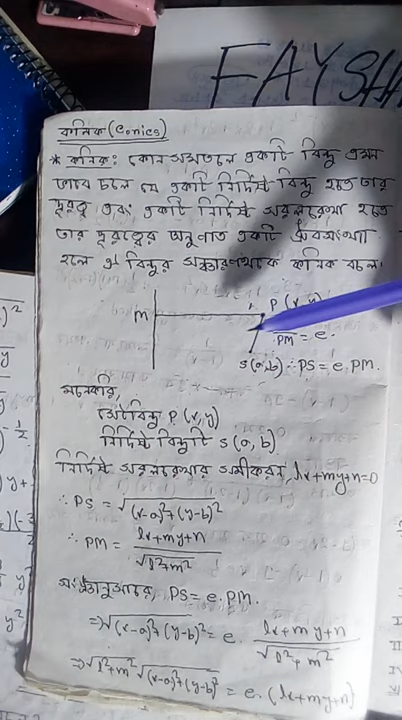 FAYSHA
কনিক (Conics)
* কনিক: কোন সমতলে একটি বিন্দু এমন
ভাবে চলে যে একটি নির্দিষ্ট বিন্দু হতে তার
দূরত্ব এবং একটি নির্দিষ্ট সরলরেখা হতে
তার দূরত্বের অনুপাত একটি ধ্রুবসংখ্যা
হলে ঐ বিন্দুর সঞ্চারপথকে কনিক বলে।
P (x, y)
M
PM = e.
S(a,b) ∴ PS = e. PM.
মনেকরি,
P (x, y)
নির্দিষ্ট বিন্দুটি S (a, b)
নির্দিষ্ট সরলরেখার সমীকরণ, lx+my+n=0
∴ PS = √(x-a)²+(y-b)²
∴ PM = lx+my+n / √l²+m²
PS = e. PM.
=> √(x-a)²+(y-b)² = e. lx+my+n / √l²+m²
=> √l²+m² √(x-a)²+(y-b)² = e. (lx+my+n)